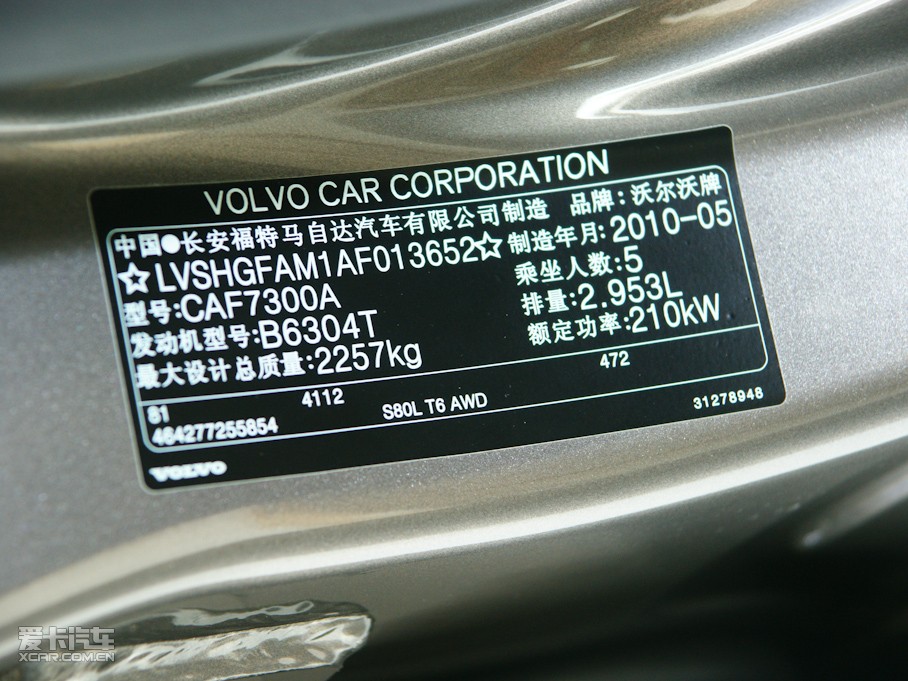 VOLVO CAR CORPORATION
中国●长安福特马自达汽车有限公司制造 品牌:沃尔沃牌
☆LVSHGFAM1AF013652☆ 制造年月:2010-05
型号:CAF7300A 乘坐人数:5
发动机型号:B6304T 排量:2.953L
最大设计总质量:2257kg 额定功率:210kW
81 4112 472
464277255854 S80L T6 AWD 31278948
VOLVO
爱卡汽车
XCAR.COM.CN